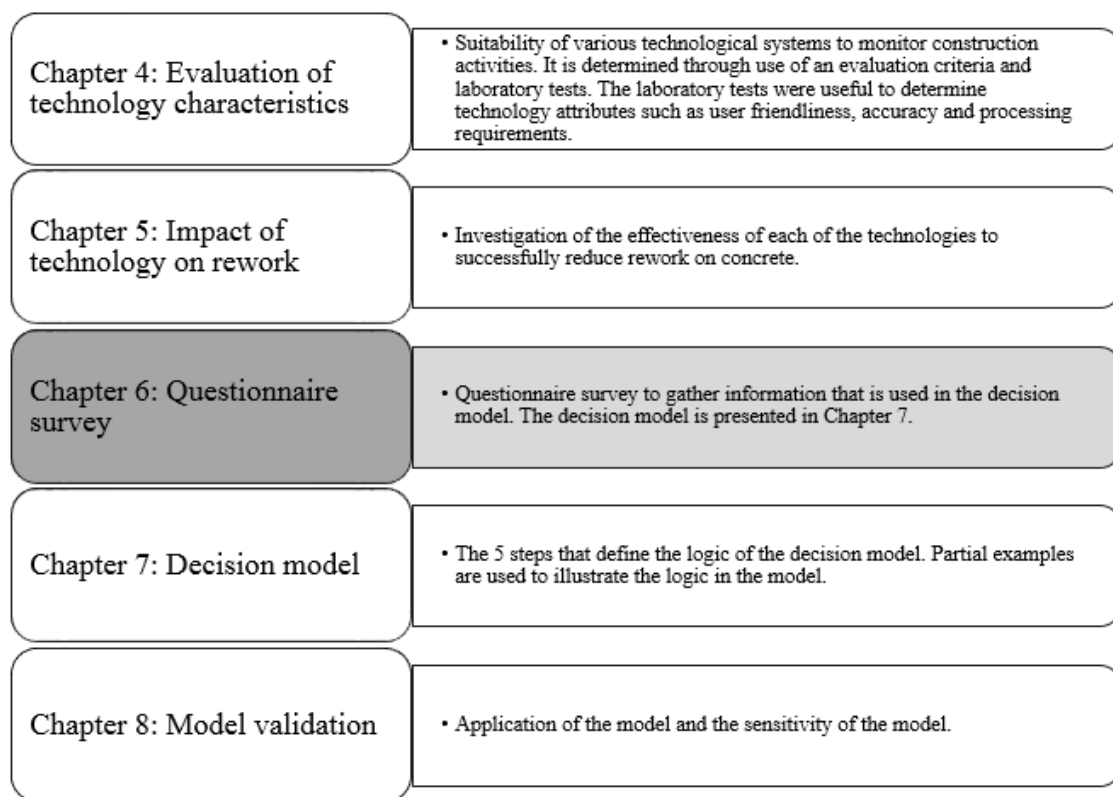 Chapter 4: Evaluation of
technology characteristics
• Suitability of various technological systems to monitor construction
activities. It is determined through use of an evaluation criteria and
laboratory tests. The laboratory tests were useful to determine
technology attributes such as user friendliness, accuracy and processing
requirements.
Chapter 5: Impact of
technology on rework
• Investigation of the effectiveness of each of the technologies to
successfully reduce rework on concrete.
Chapter 6: Questionnaire
survey
• Questionnaire survey to gather information that is used in the decision
model. The decision model is presented in Chapter 7.
Chapter 7: Decision model
• The 5 steps that define the logic of the decision model. Partial examples
are used to illustrate the logic in the model.
Chapter 8: Model validation
• Application of the model and the sensitivity of the model.